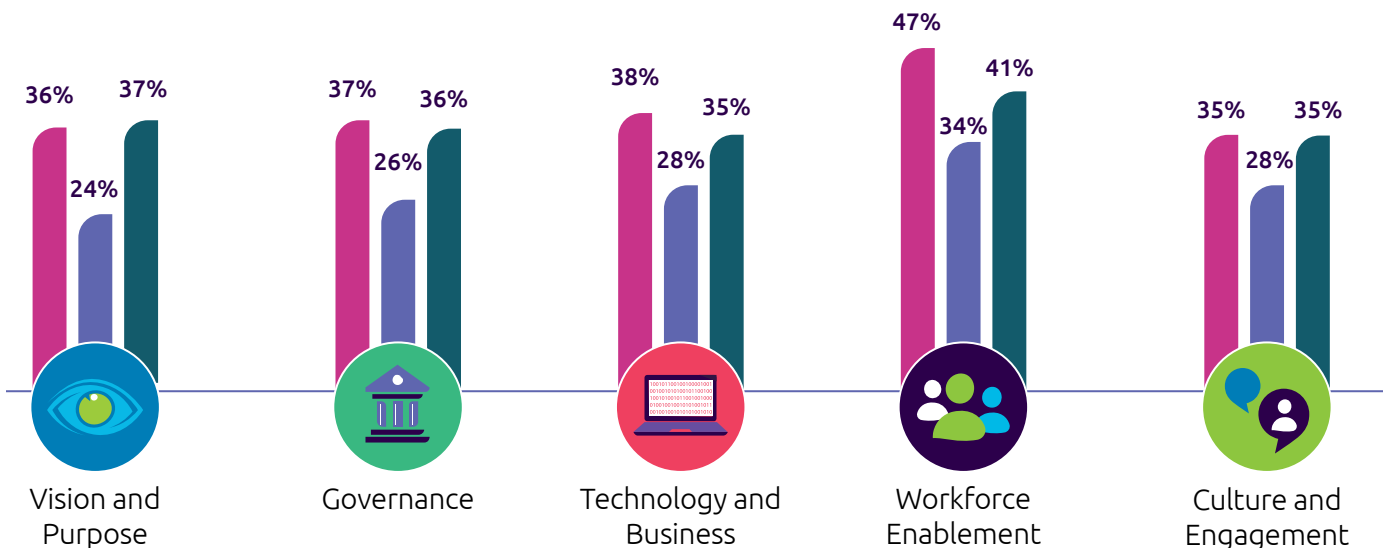 36%
24%
37%
Vision and
Purpose
37%
26%
36%
Governance
38%
28%
35%
Technology and
Business
47%
34%
41%
Workforce
Enablement
35%
28%
35%
Culture and
Engagement